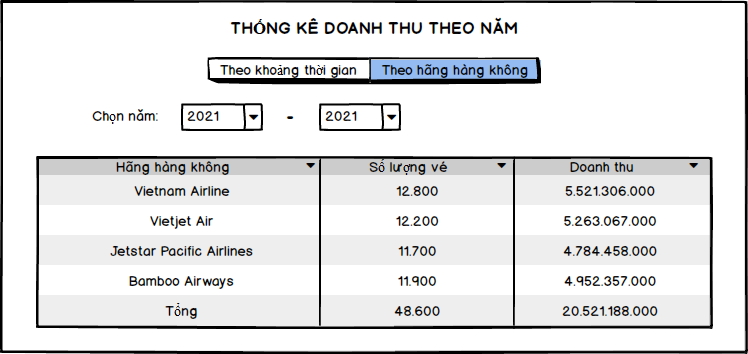 THỐNG KÊ DOANH THU THEO NĂM
Theo khoảng thời gian Theo hãng hàng không
Chọn năm: 2021 - 2021
Hãng hàng không Số lượng vé Doanh thu
Vietnam Airline 12.800 5.521.306.000
Vietjet Air 12.200 5.263.067.000
Jetstar Pacific Airlines 11.700 4.784.458.000
Bamboo Airways 11.900 4.952.357.000
Tổng 48.600 20.521.188.000